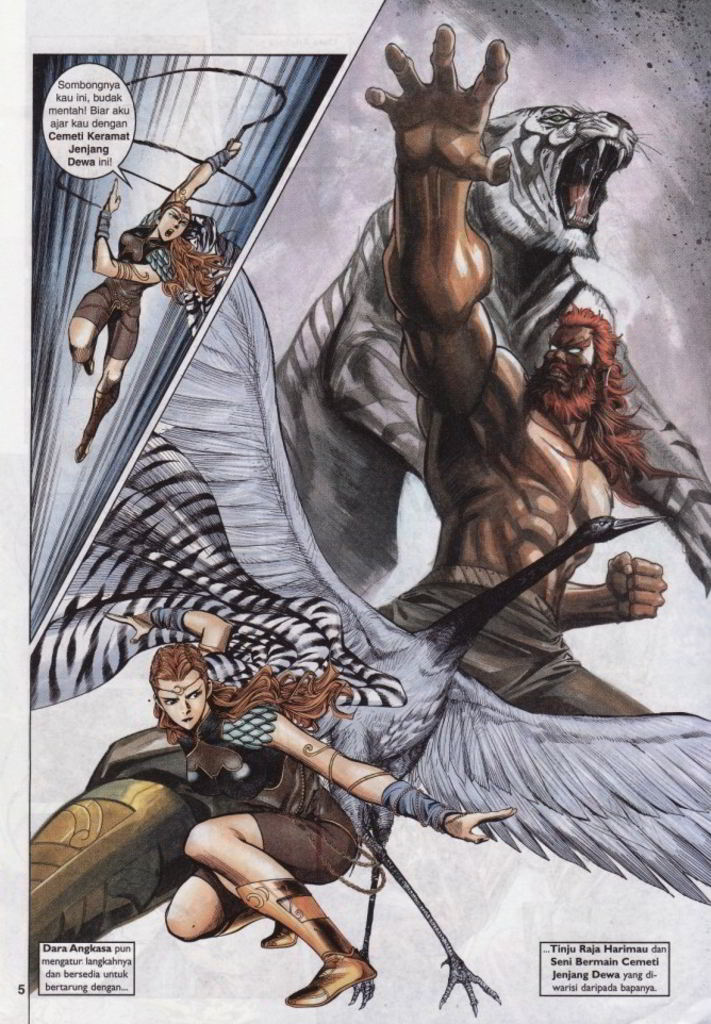 Sombongnya
kau ini, budak
mentah! Biar aku
ajar kau dengan
Cemeti Keramat
Jenjang
Dewa ini!
Dara Angkasa pun
mengatur langkahnya
dan bersedia untuk
bertarung dengan...
...Tinju Raja Harimau dan
Seni Bermain Cemeti
Jenjang Dewa yang di-
warisi daripada bapanya.
5